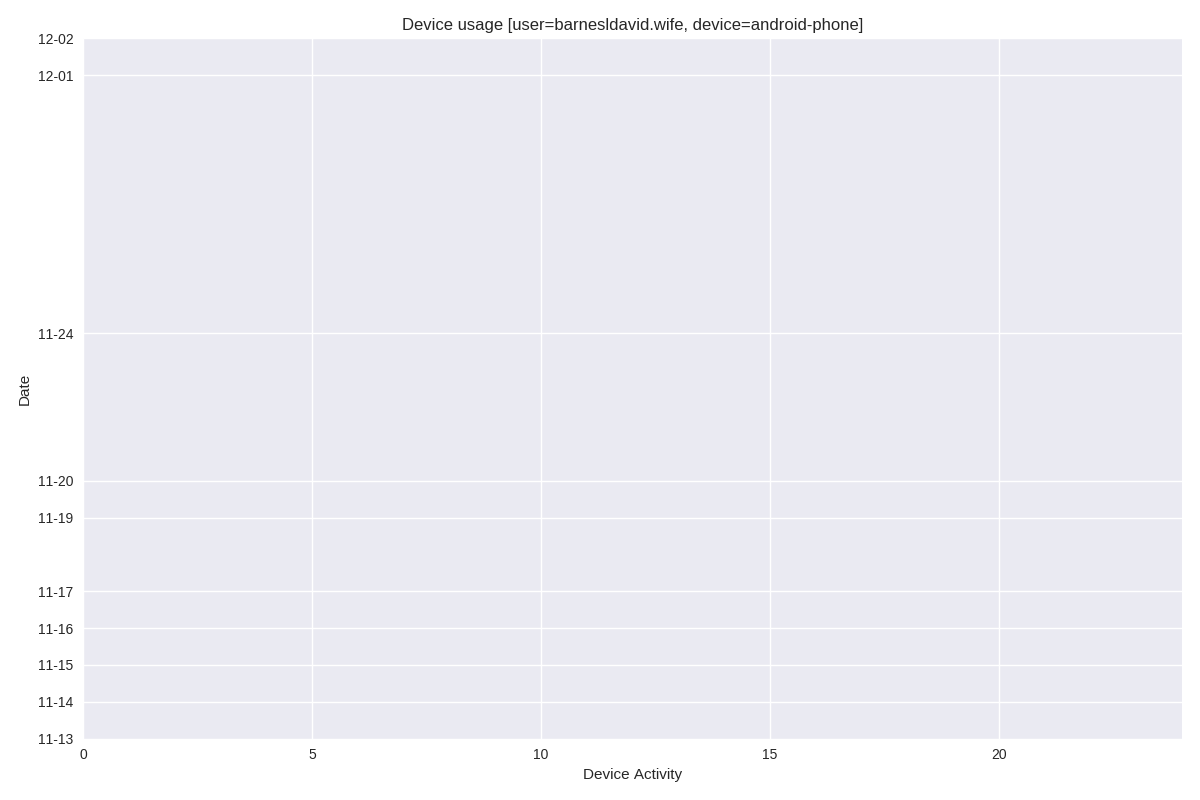 Device usage [user=barnesldavid.wife, device=android-phone]
12-02
12-01
11-24
Date
11-20
11-19
11-17
11-16
11-15
11-14
11-13
0 5 10 15 20
Device Activity